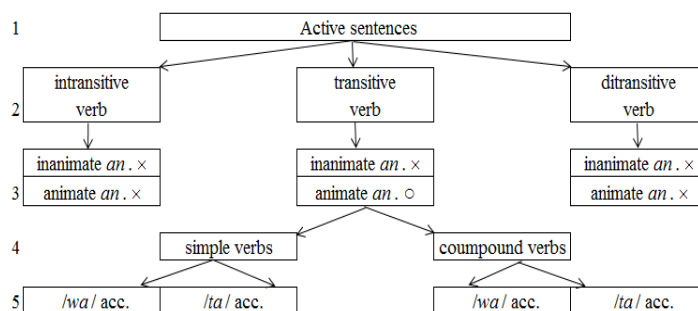 1 Active sentences
intransitive transitive ditransitive
2 verb verb verb
inanimate an. × inanimate an. × inanimate an. ×
3 animate an. × animate an. ○ animate an. ×
4 simple verbs coumpound verbs
5 /wa/ acc. /ta/ acc. /wa/ acc. /ta/ acc.